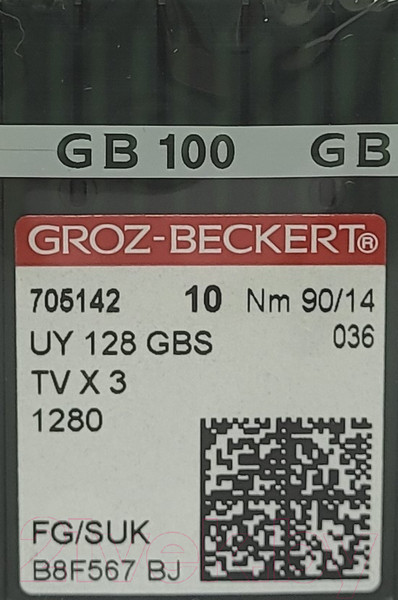 GB 100 GB
GROZ-BECKERT®
705142 10 Nm 90/14
UY 128 GBS 036
TV X 3
1280
FG/SUK
B8F567 BJ